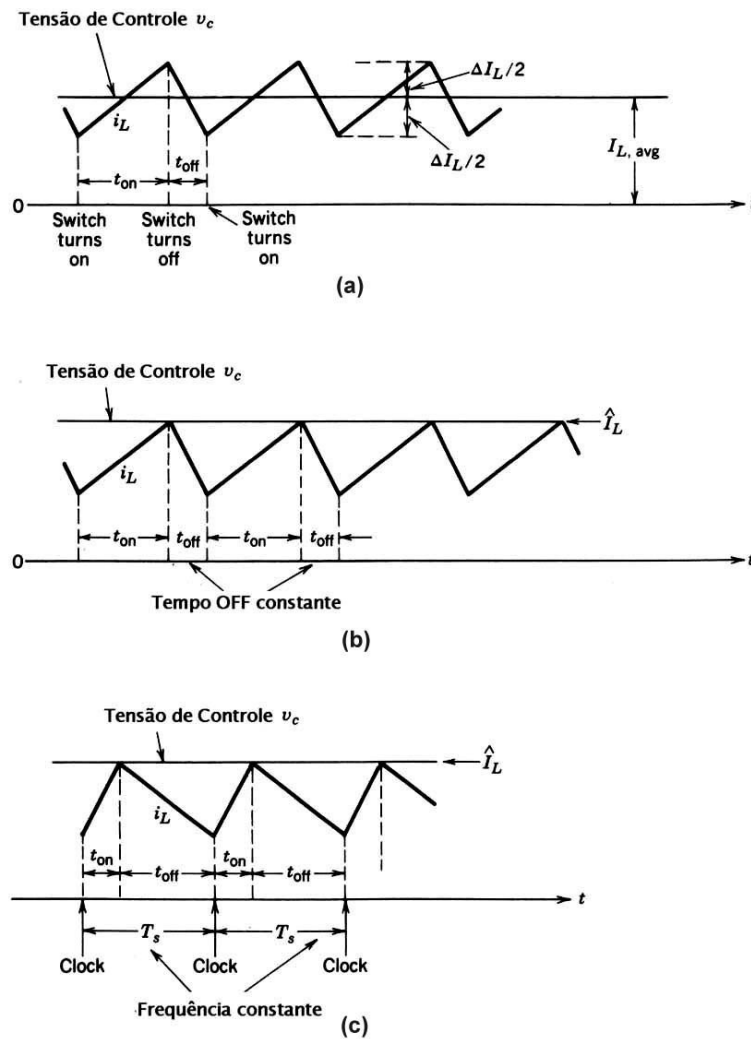 Tensão de Controle v_c
ΔI_L/2
i_L
ΔI_L/2
I_L, avg
t_on
t_off
0
Switch turns on
Switch turns off
Switch turns on
(a)
Tensão de Controle v_c
Î_L
i_L
t_on
t_off
t_on
t_off
0
t
Tempo OFF constante
(b)
Tensão de Controle v_c
Î_L
i_L
t_on
t_off
t_on
t_off
t
T_s
T_s
Clock
Clock
Clock
Frequência constante
(c)